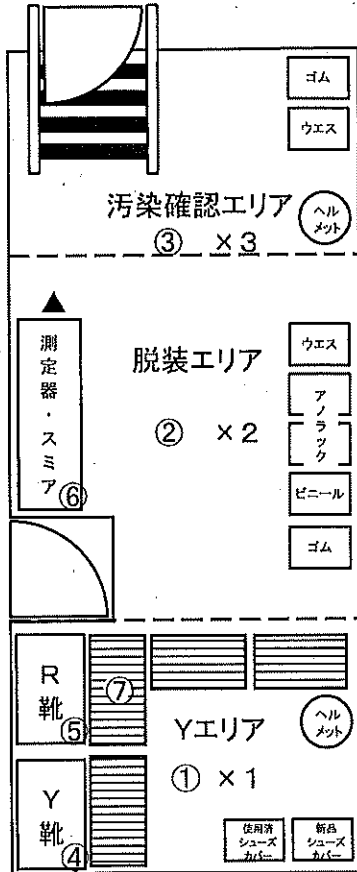 ゴム
ウエス
汚染確認エリア
ヘル
メット
③ ×3
測定器・スミア
⑥
脱装エリア
② ×2
ウエス
アノラック
ビニール
ゴム
R
靴
⑤
⑦
Yエリア
ヘル
メット
① ×1
Y
靴
④
使用済
シューズ
カバー
新品
シューズ
カバー